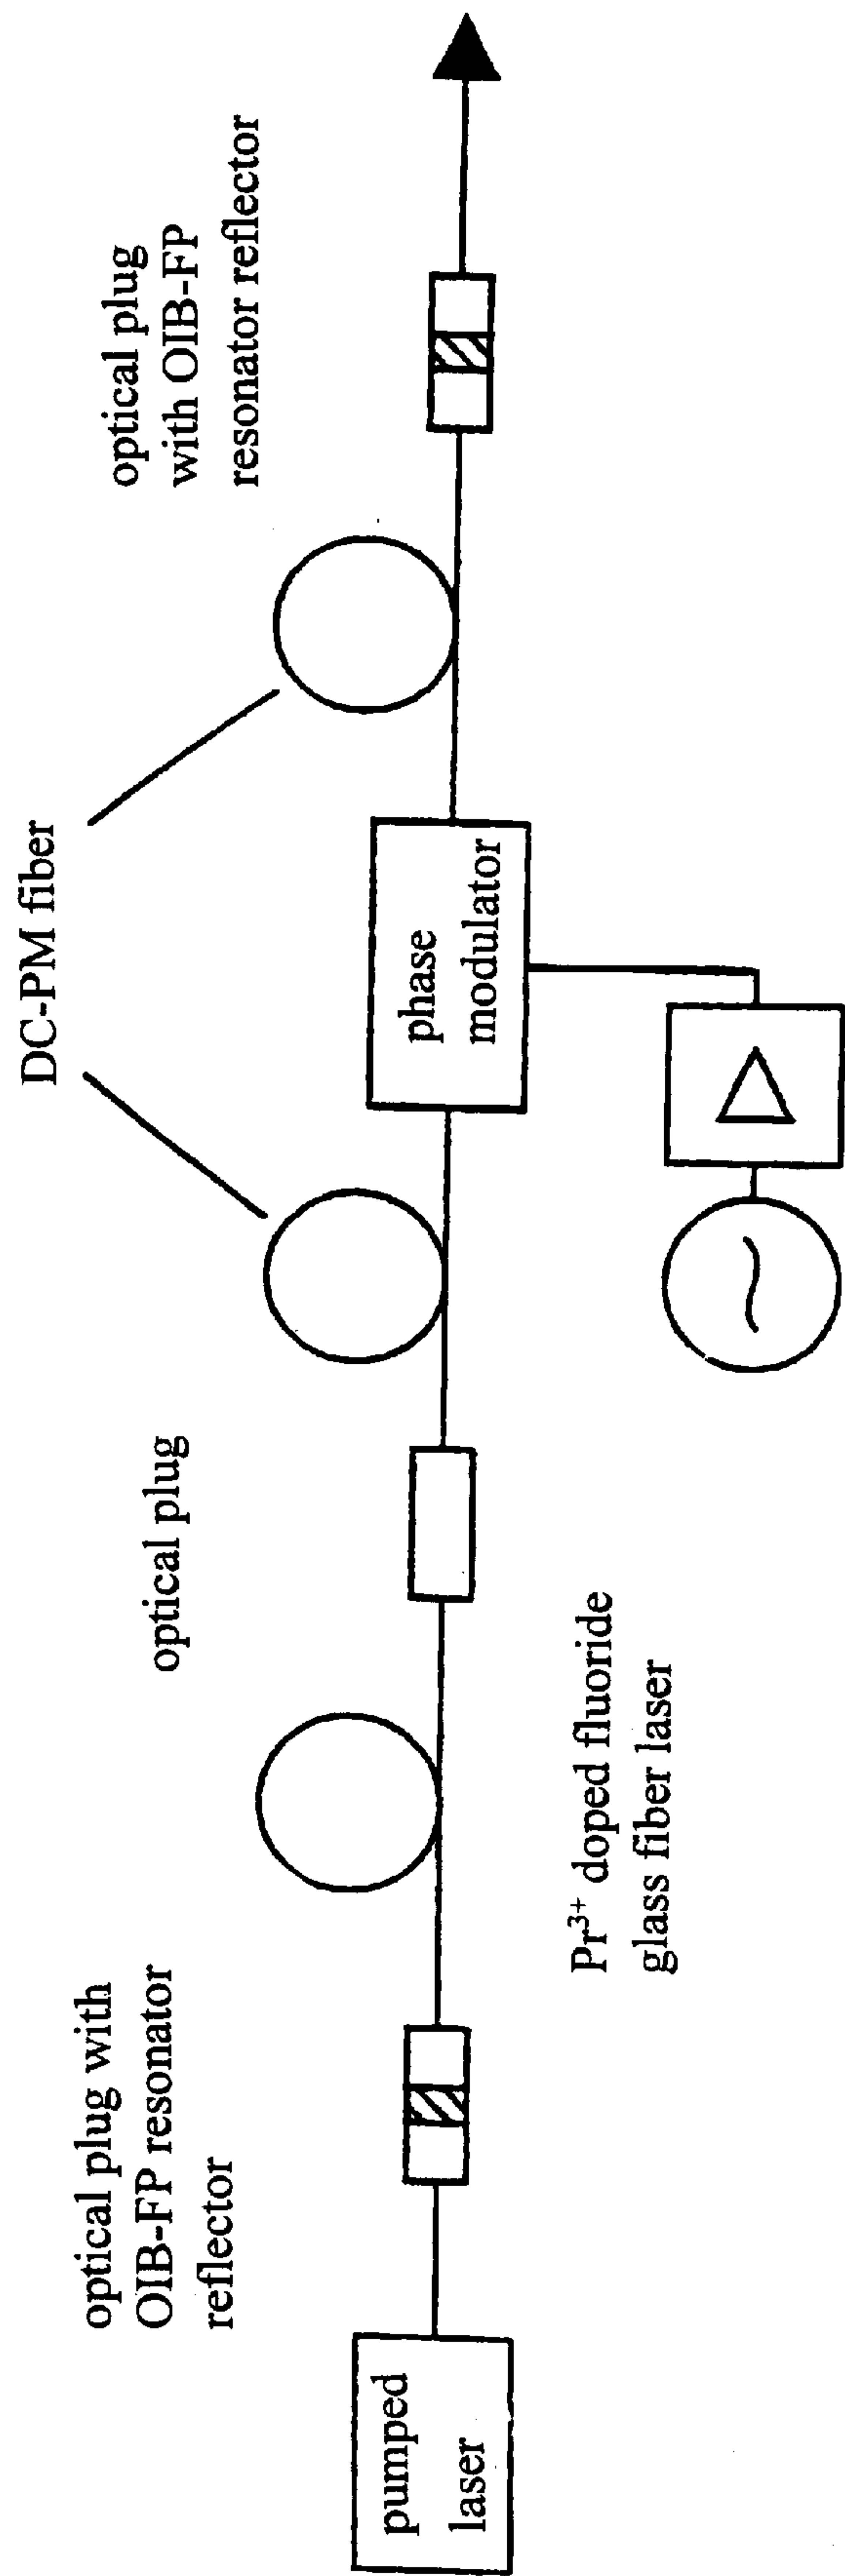 optical plug with
OIB-FP resonator
reflector
pumped
laser
Pr³⁺ doped fluoride
glass fiber laser
optical plug
DC-PM fiber
phase
modulator
optical plug
with OIB-FP
resonator reflector